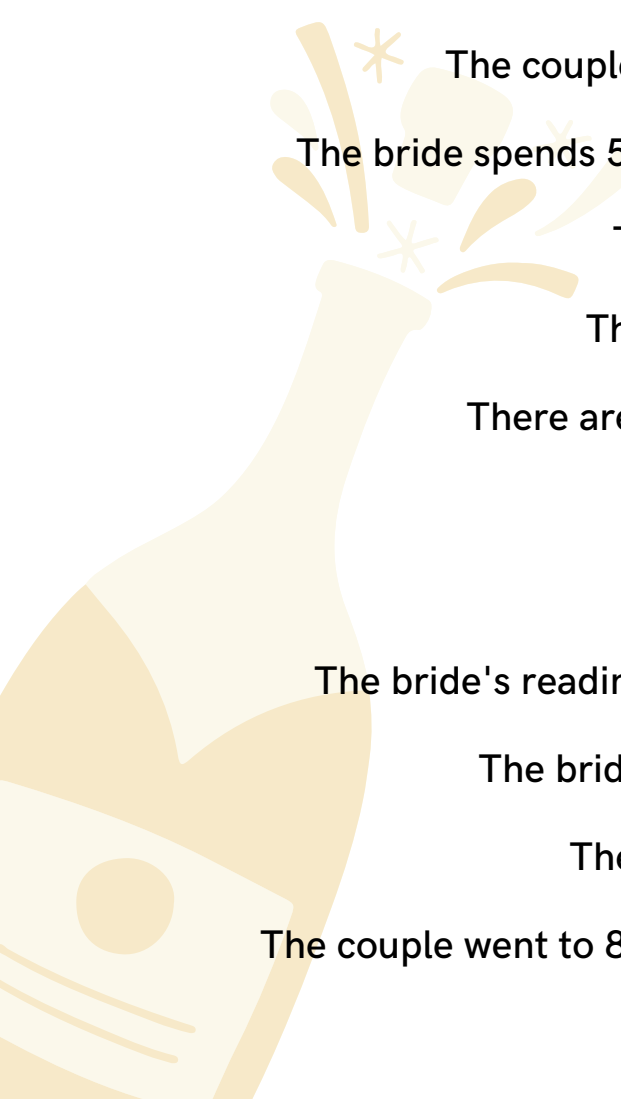 The couple
The bride spends 5
Th
There are
The bride's readin
The brid
The
The couple went to 8